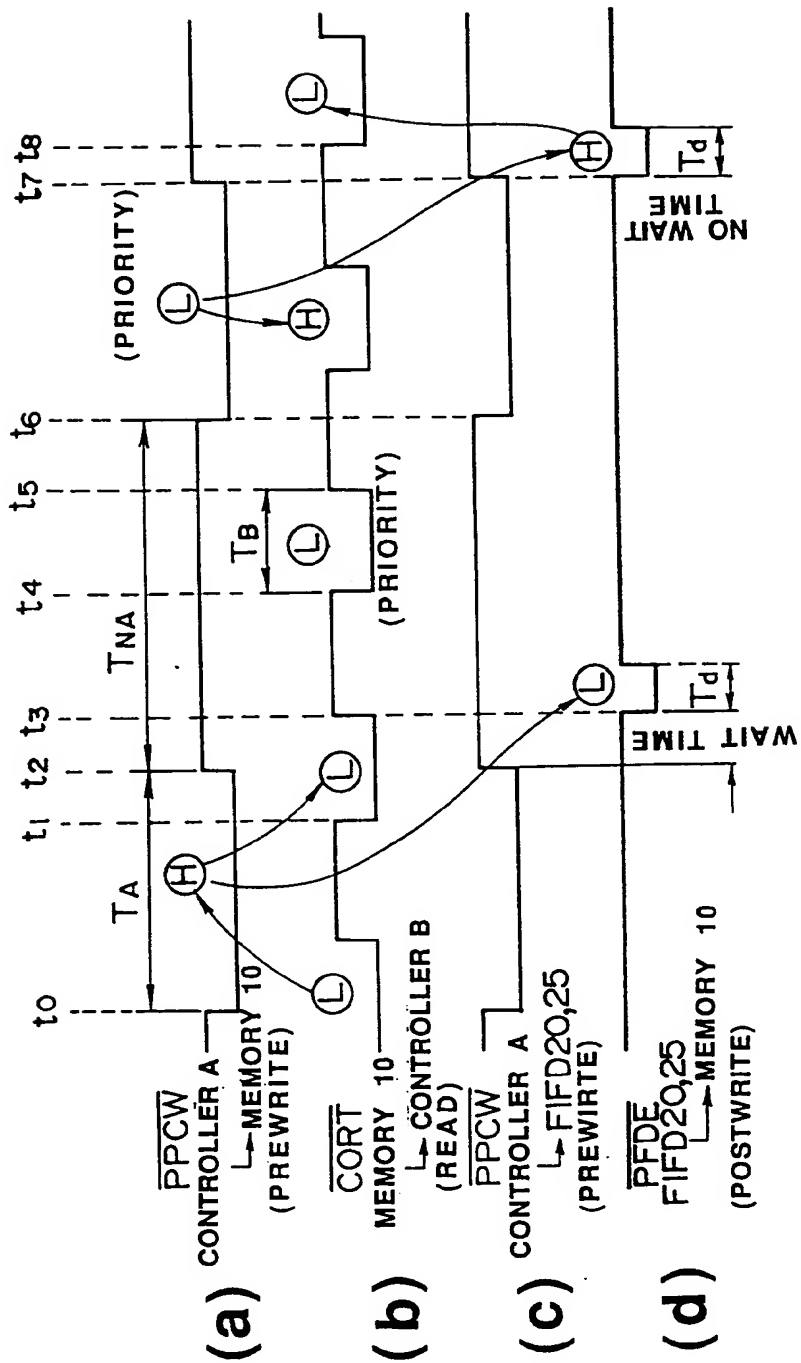 t0
t1
t2
t3
t4
t5
t6
t7
t8
TA
TNA
(PRIORITY)
(a)
PPCW
CONTROLLER A
MEMORY 10
(PREWRITE)
H
L
TB
(b)
CORT
MEMORY 10
CONTROLLER B
(READ)
L
L
L
(PRIORITY)
H
L
(c)
PPCW
CONTROLLER A
FIFD20,25
(PREWIRTE)
(d)
PFDE
FIFD20,25
MEMORY 10
(POSTWRITE)
WAIT TIME
L
Td
NO WAIT
TIME
H
Td